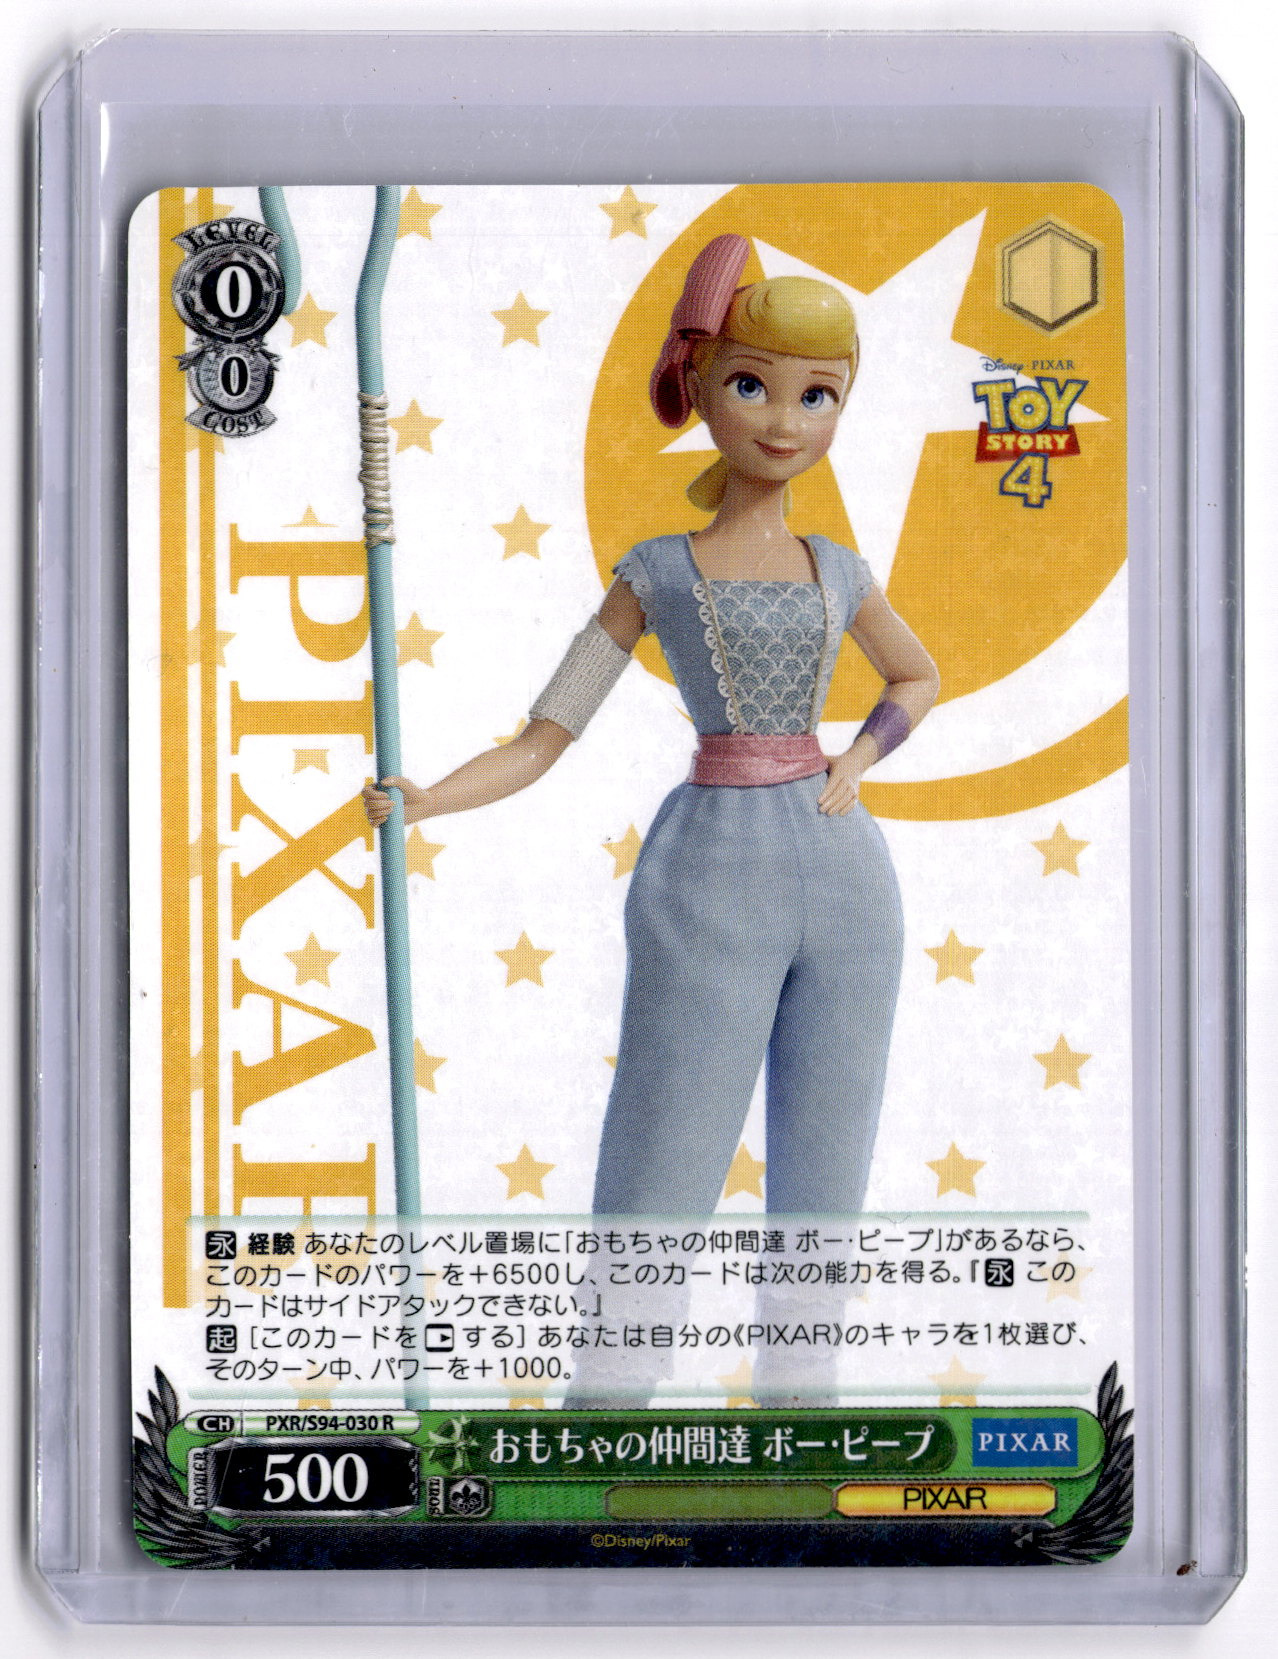 LEVEL
0
0
COST
Disney · PIXAR
TOY
STORY
4
PIXAR
永 経験 あなたのレベル置場に「おもちゃの仲間達 ボー・ピープ」があるなら、
このカードのパワーを+6500し、このカードは次の能力を得る。『永 この
カードはサイドアタックできない。』
起 [このカードを する] あなたは自分の《PIXAR》のキャラを1枚選び、
そのターン中、パワーを+1000。
CH PXR/S94-030 R
POWER 500
おもちゃの仲間達 ボー・ピープ
PIXAR
SOUL
PIXAR
©Disney/Pixar